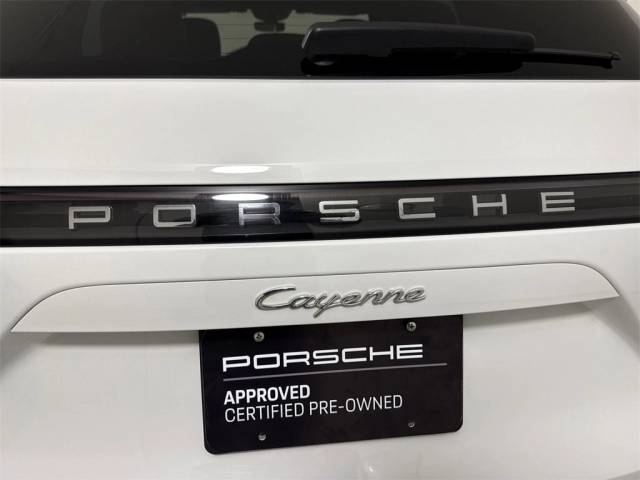 PORSCHE
Cayenne
PORSCHE
APPROVED
CERTIFIED PRE-OWNED